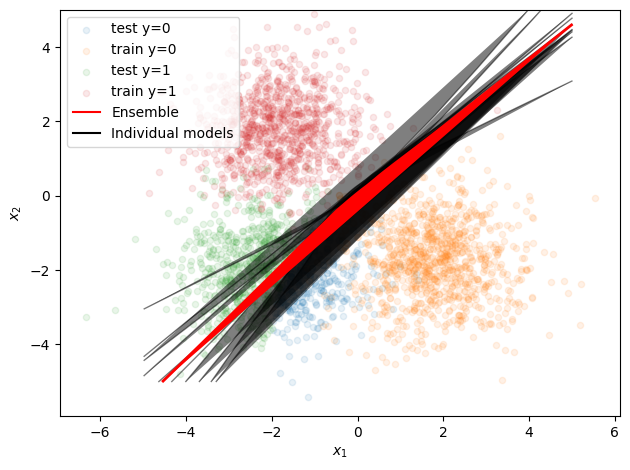 4
2
0
−2
−4
x₂
test y=0
train y=0
test y=1
train y=1
Ensemble
Individual models
−6 −4 −2 0 2 4 6
x₁